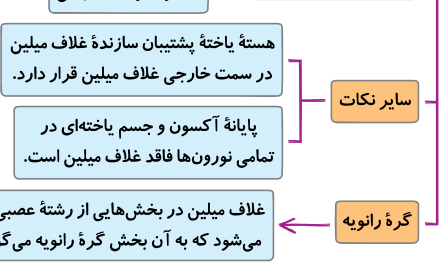 هستهٔ یاختهٔ پشتیبان سازندهٔ غلاف میلین
در سمت خارجی غلاف میلین قرار دارد.
سایر نکات
پایانهٔ آکسون و جسم یاخته‌ای در
تمامی نورون‌ها فاقد غلاف میلین است.
غلاف میلین در بخش‌هایی از رشتهٔ عصبی
گرهٔ رانویه
می‌شود که به آن بخش گرهٔ رانویه